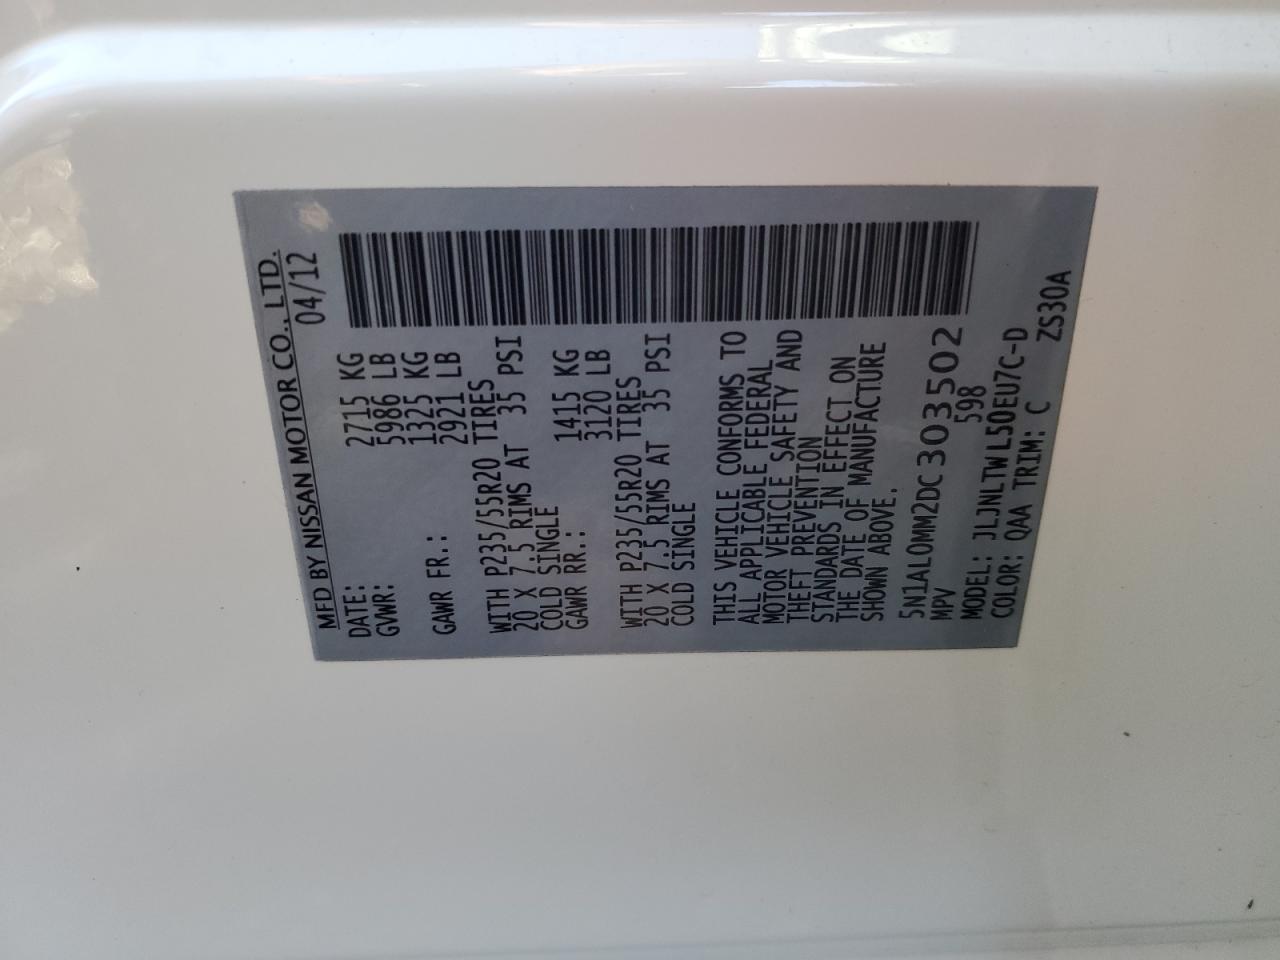 MFD BY NISSAN MOTOR CO., LTD.
DATE: 04/12
GVWR: 2715 KG
5986 LB
GAWR FR.: 1325 KG
2921 LB
WITH P235/55R20 TIRES
20 X 7.5 RIMS AT 35 PSI
COLD SINGLE
GAWR RR.: 1415 KG
3120 LB
WITH P235/55R20 TIRES
20 X 7.5 RIMS AT 35 PSI
COLD SINGLE
THIS VEHICLE CONFORMS TO
ALL APPLICABLE FEDERAL
MOTOR VEHICLE SAFETY AND
THEFT PREVENTION
STANDARDS IN EFFECT ON
THE DATE OF MANUFACTURE
SHOWN ABOVE.
5N1AL0MM2DC303502
MPV 598
MODEL: JLJNLTWL50EU7C-D
COLOR: QAA TRIM: C ZS30A